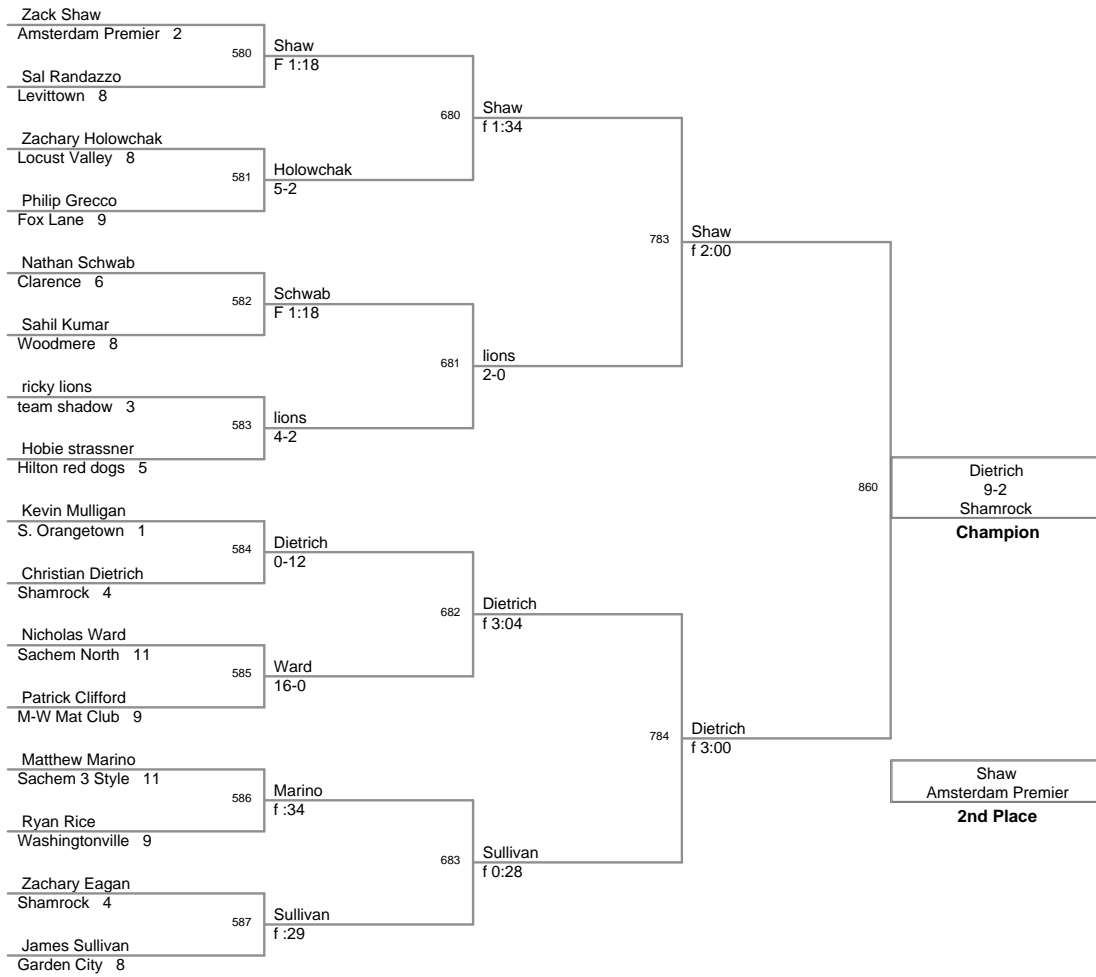 Zack Shaw
Amsterdam Premier 2
580
Shaw
F 1:18
Sal Randazzo
Levittown 8
680
Shaw
f 1:34
Zachary Holowchak
Locust Valley 8
581
Holowchak
5-2
Philip Grecco
Fox Lane 9
783
Shaw
f 2:00
Nathan Schwab
Clarence 6
582
Schwab
F 1:18
Sahil Kumar
Woodmere 8
681
lions
2-0
ricky lions
team shadow 3
583
lions
4-2
Hobie strassner
Hilton red dogs 5
860
Dietrich
9-2
Shamrock
Champion
Kevin Mulligan
S. Orangetown 1
584
Dietrich
0-12
Christian Dietrich
Shamrock 4
682
Dietrich
f 3:04
Nicholas Ward
Sachem North 11
585
Ward
16-0
Patrick Clifford
M-W Mat Club 9
784
Dietrich
f 3:00
Matthew Marino
Sachem 3 Style 11
586
Marino
f :34
Ryan Rice
Washingtonville 9
683
Sullivan
f 0:28
Zachary Eagan
Shamrock 4
587
Sullivan
f :29
James Sullivan
Garden City 8
Shaw
Amsterdam Premier
2nd Place